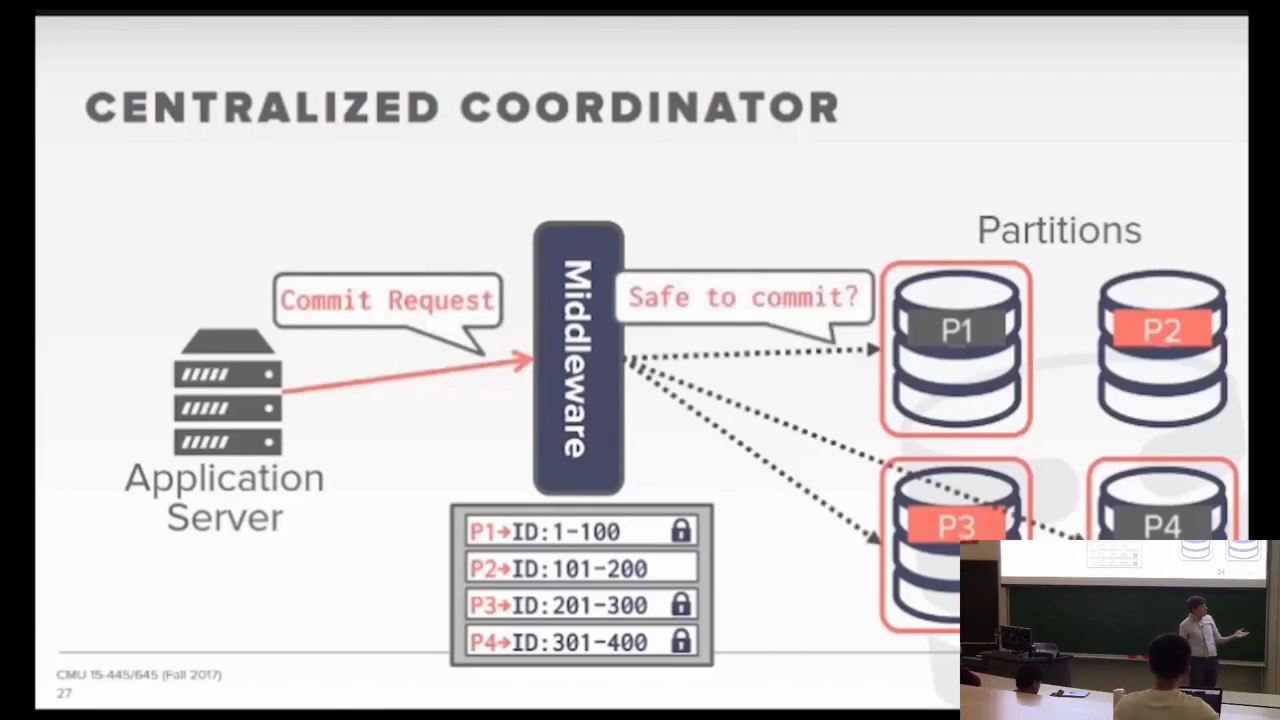 CENTRALIZED COORDINATOR
Partitions
Commit Request
Middleware
Safe to commit?
P1
P2
P3
P4
Application
Server
P1→ID:1-100
P2→ID:101-200
P3→ID:201-300
P4→ID:301-400
CMU 15-445/645 (Fall 2017)
27